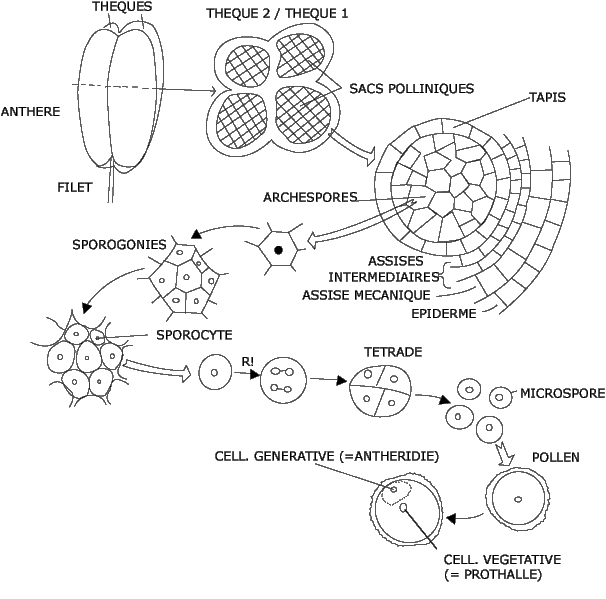 THEQUES
THEQUE 2 / THEQUE 1
SACS POLLINIQUES
TAPIS
ANTHERE
FILET
ARCHESPORES
SPOROGONIES
ASSISES
INTERMEDIAIRES
ASSISE MECANIQUE
EPIDERME
SPOROCYTE
R!
TETRADE
MICROSPORE
CELL. GENERATIVE (=ANTHERIDIE)
POLLEN
CELL. VEGETATIVE
(= PROTHALLE)